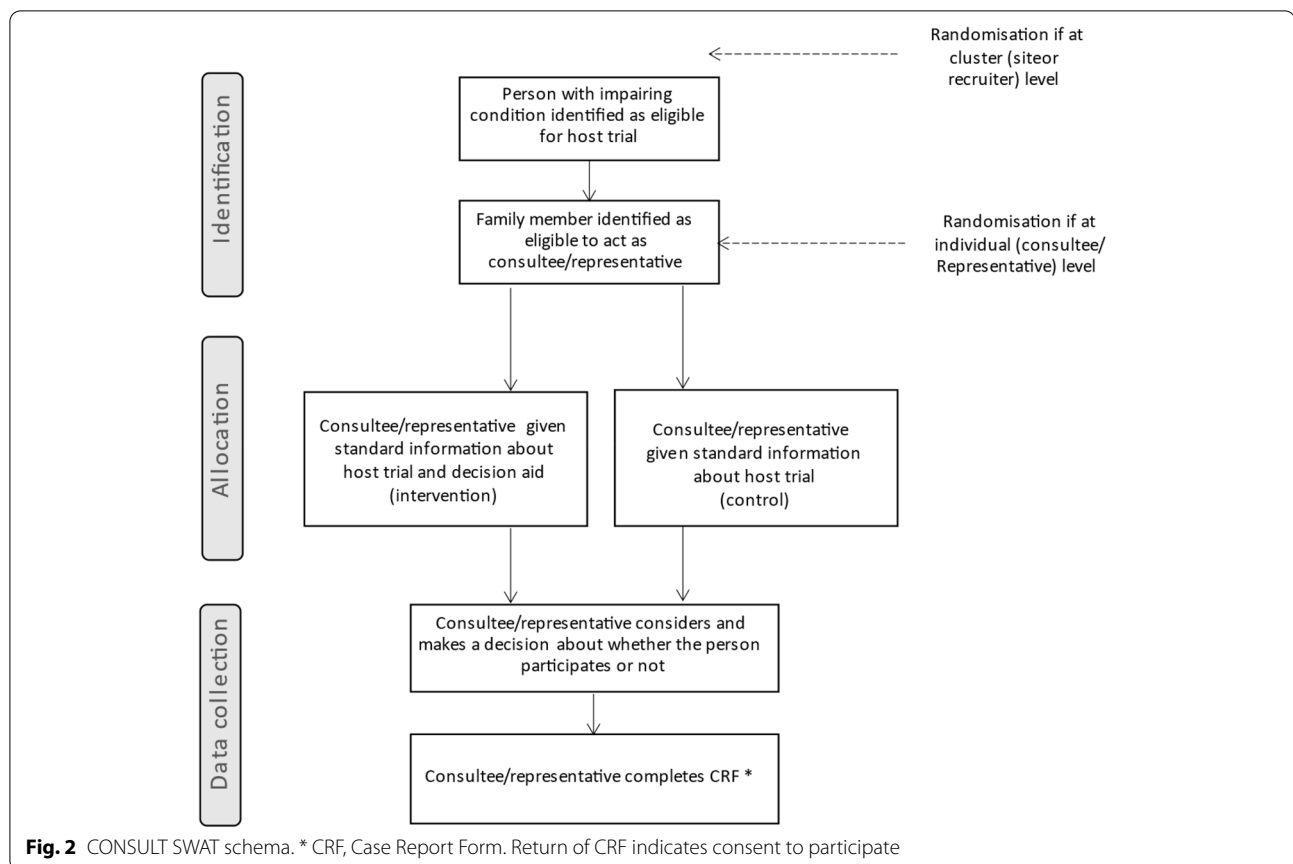 Randomisation if at
cluster (siteor
recruiter) level
Identification
Person with impairing
condition identified as eligible
for host trial
Family member identified as
eligible to act as
consultee/representative
Randomisation if at
individual (consultee/
Representative) level
Allocation
Consultee/representative given
standard information about
host trial and decision aid
(intervention)
Consultee/representative
given standard information
about host trial
(control)
Data collection
Consultee/representative considers and
makes a decision about whether the person
participates or not
Consultee/representative completes CRF *
Fig. 2 CONSULT SWAT schema. * CRF, Case Report Form. Return of CRF indicates consent to participate